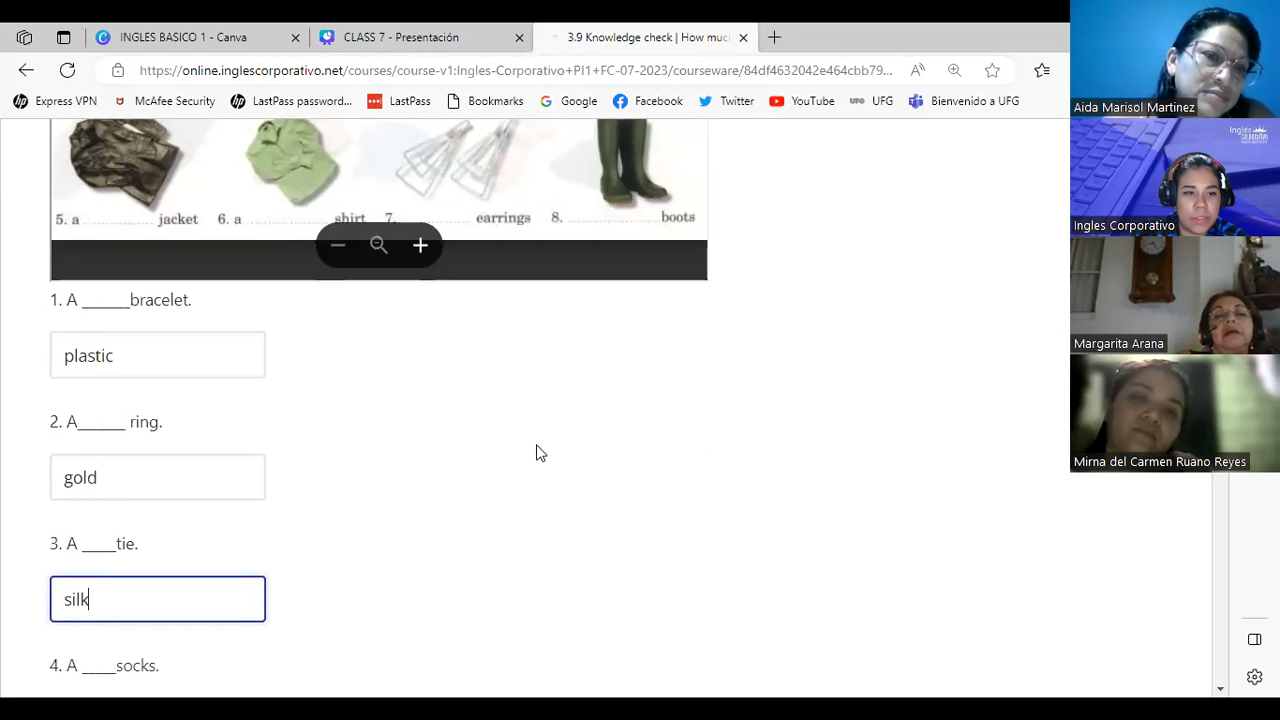 INGLES BASICO 1 - Canva
CLASS 7 - Presentación
3.9 Knowledge check | How muc
https://online.inglescorporativo.net/courses/course-v1:Ingles-Corporativo+PI1+FC-07-2023/courseware/84df4632042e464cbb79...
Express VPN
McAfee Security
LastPass password...
LastPass
Bookmarks
Google
Facebook
Twitter
YouTube
UFG
UFG
Bienvenido a UFG
5. a ............ jacket
6. a ............ shirt
7. ............ earrings
8. ............ boots
1. A ______bracelet.
plastic
2. A______ ring.
gold
3. A ____tie.
silk
4. A ____socks.
Aida Marisol Martinez
Ingles
CORPORATIVO
Ingles Corporativo
Margarita Arana
Mirna del Carmen Ruano Reyes